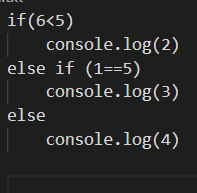 if(6<5)
    console.log(2)
else if (1==5)
    console.log(3)
else
    console.log(4)